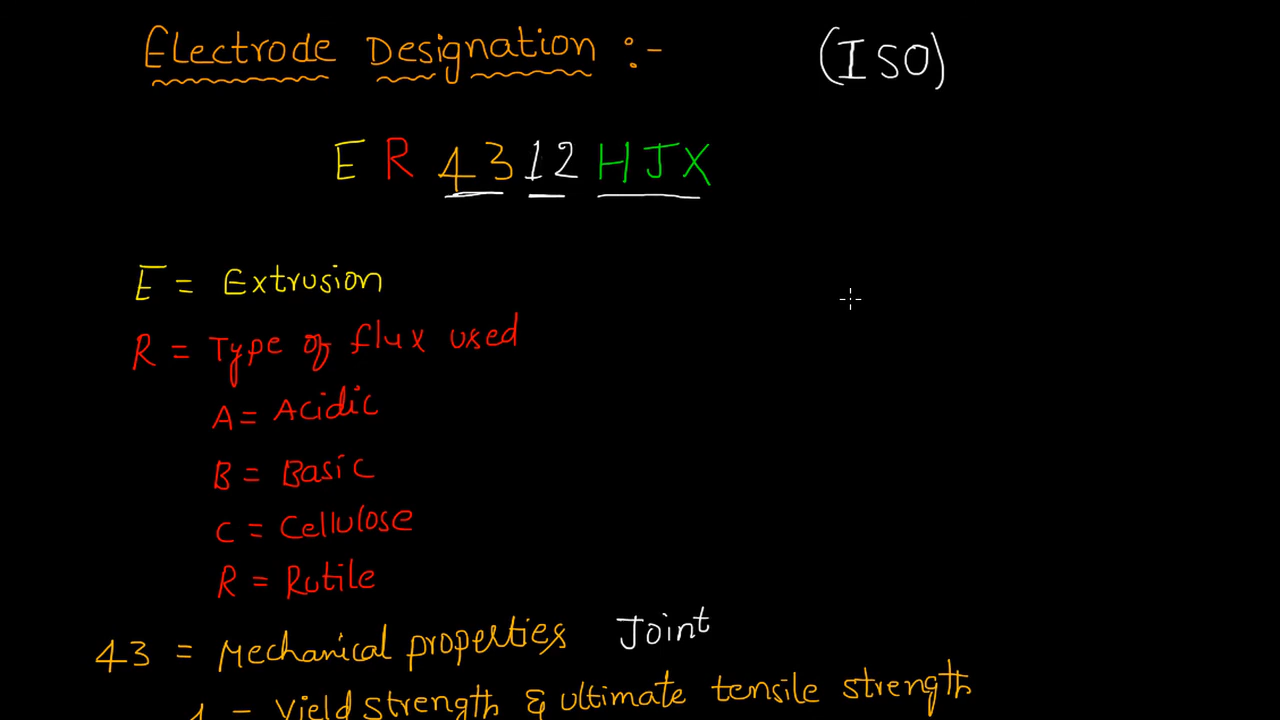 Electrode Designation :- (ISO)
E R 43 12 HJX
E = Extrusion
R = Type of flux used
A = Acidic
B = Basic
C = Cellulose
R = Rutile
43 = Mechanical properties Joint
4 - Yield strength & ultimate tensile strength